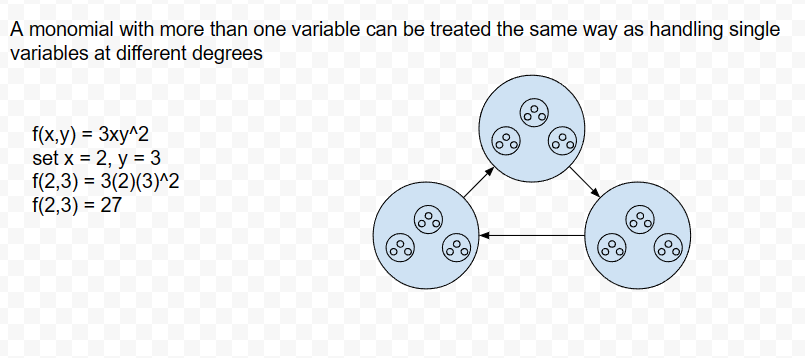 A monomial with more than one variable can be treated the same way as handling single
variables at different degrees
f(x,y) = 3xy^2
set x = 2, y = 3
f(2,3) = 3(2)(3)^2
f(2,3) = 27